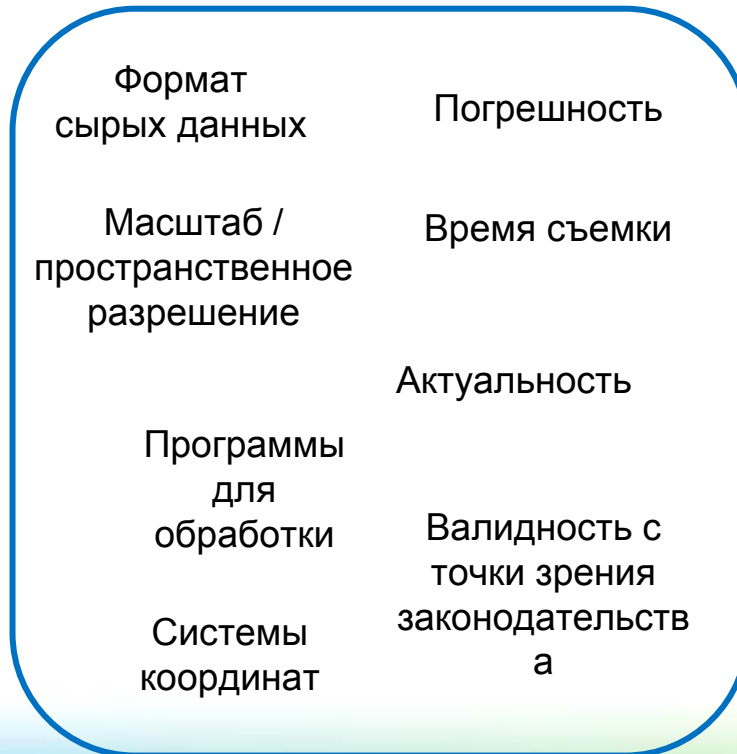 Формат
сырых данных
Погрешность
Масштаб /
пространственное
разрешение
Время съемки
Актуальность
Программы
для
обработки
Валидность с
точки зрения
законодательств
а
Системы
координат